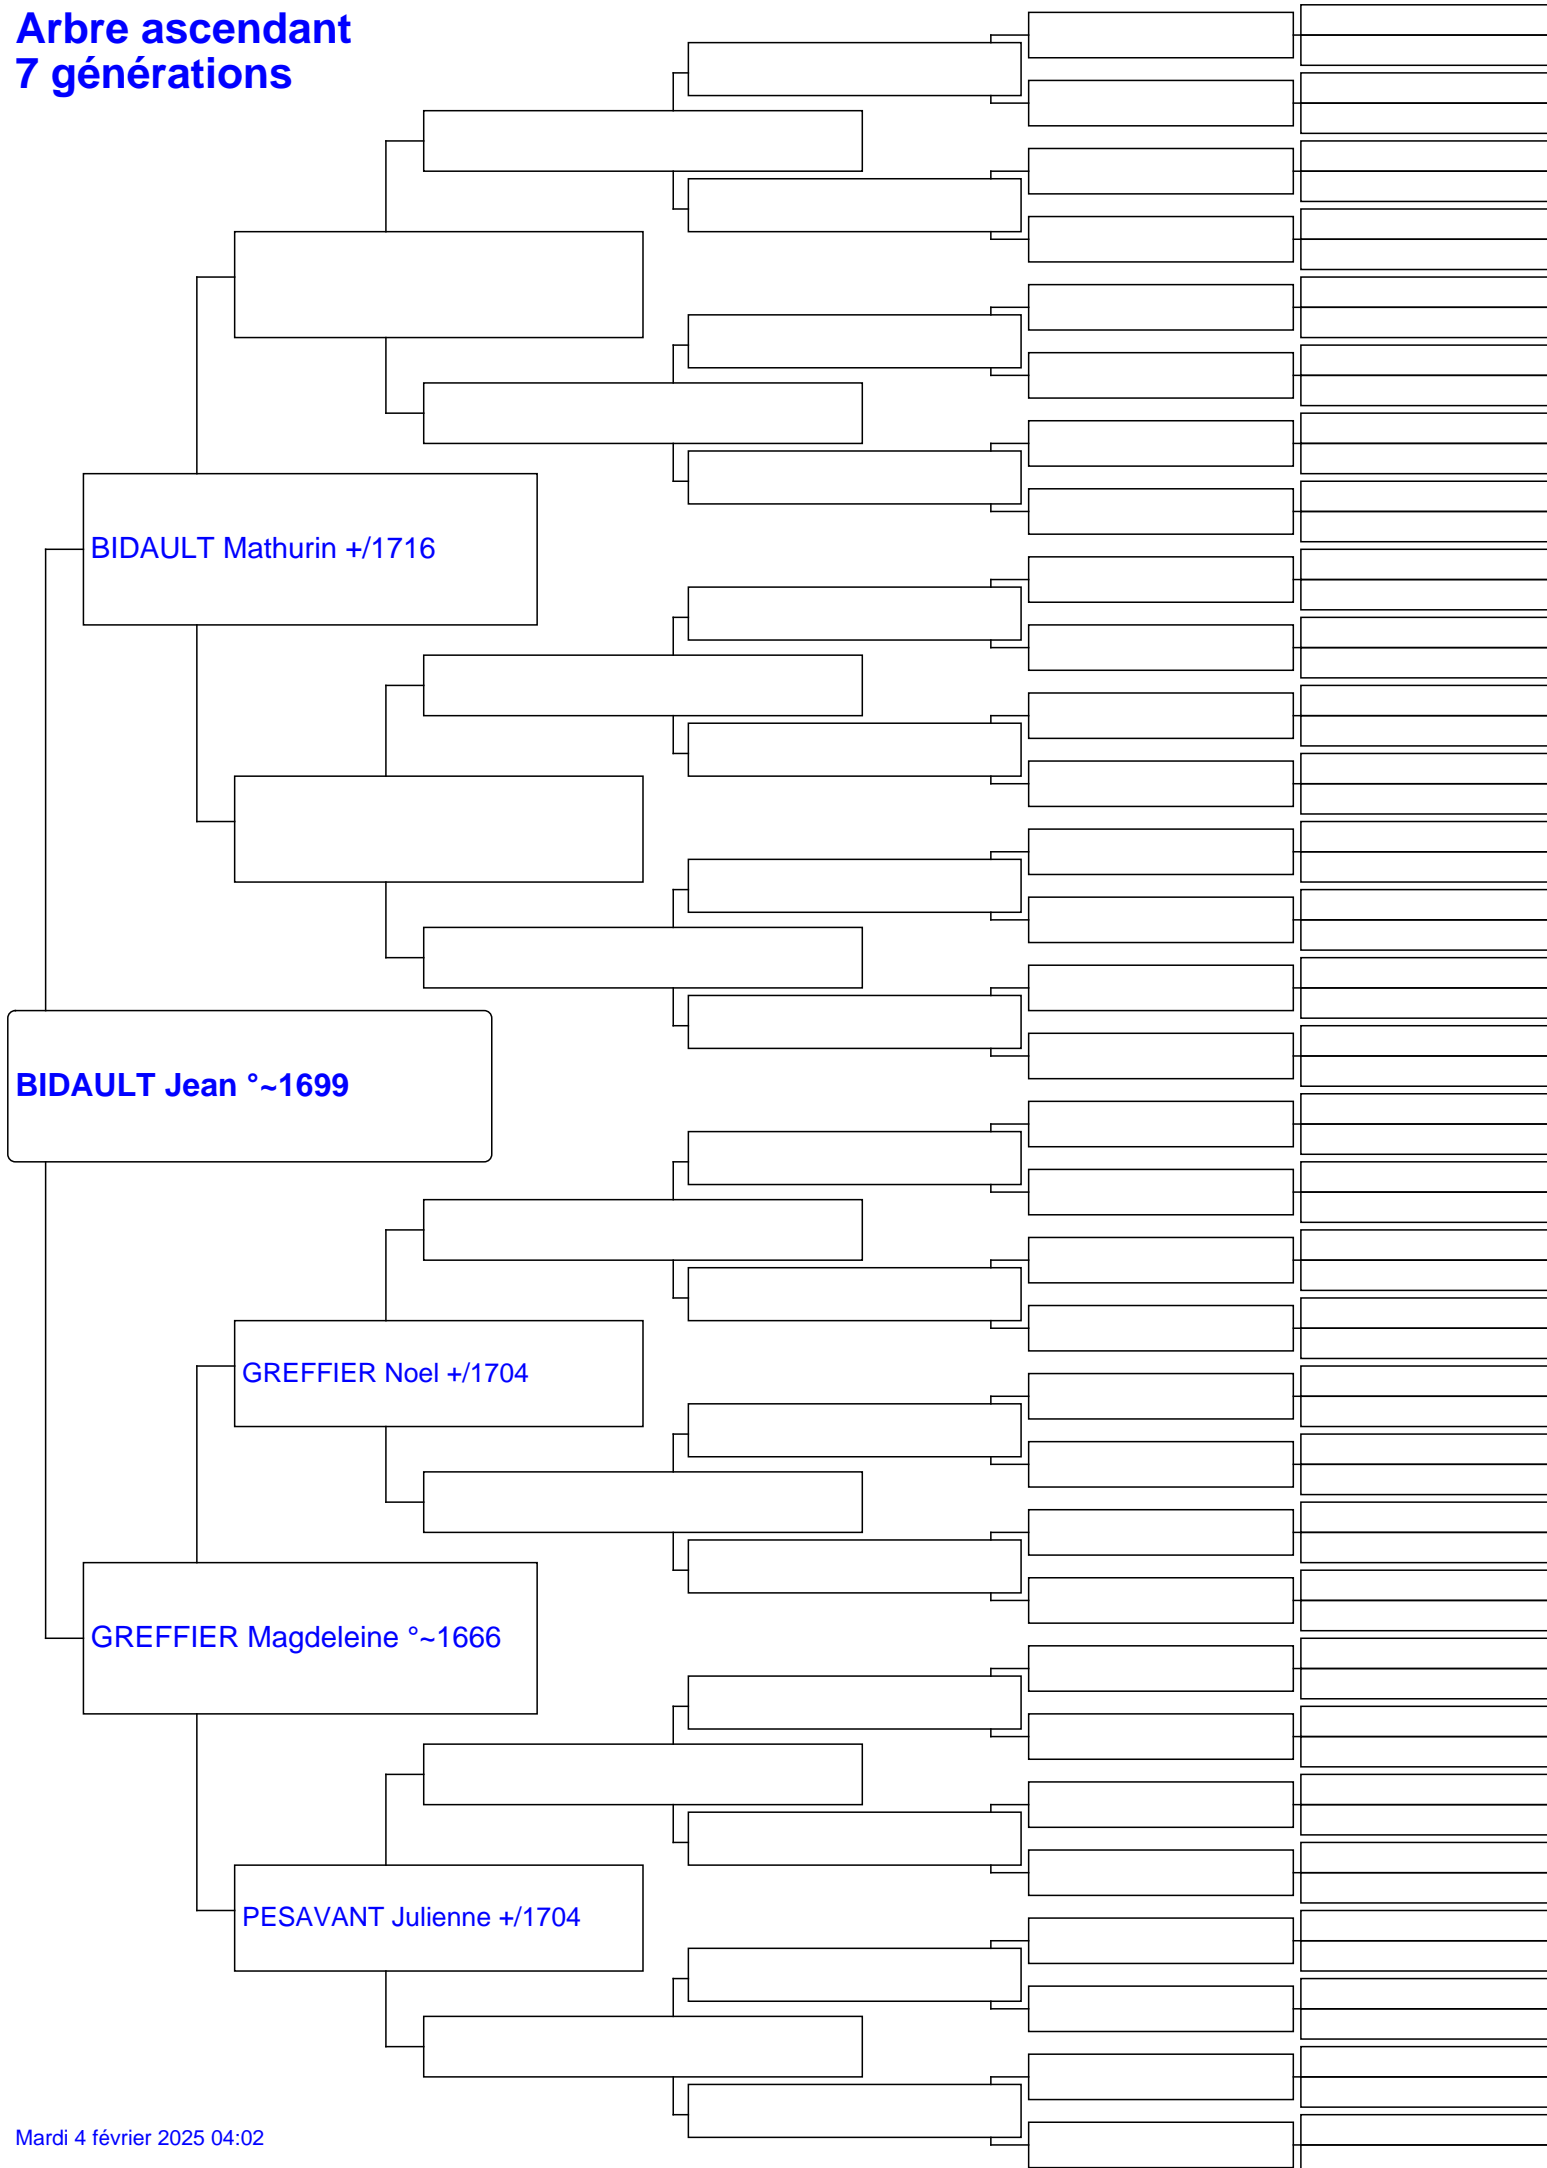 Arbre ascendant
7 générations
BIDAULT Mathurin +/1716
BIDAULT Jean °~1699
GREFFIER Noel +/1704
GREFFIER Magdeleine °~1666
PESAVANT Julienne +/1704
Mardi 4 février 2025 04:02